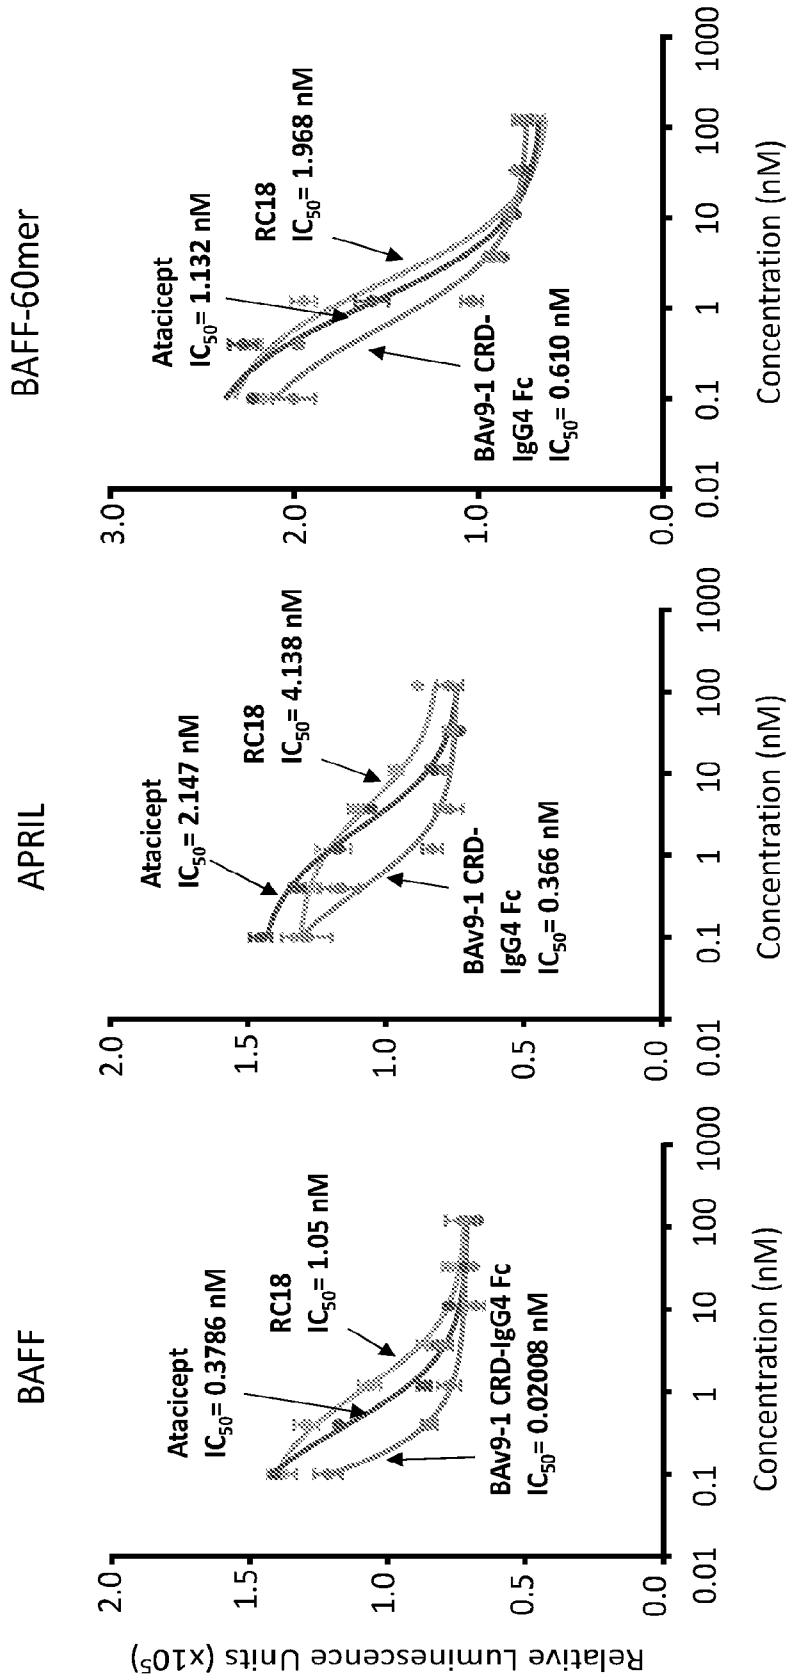 BAFF
Relative Luminescence Units (x10⁵)
2.0
1.5
1.0
0.5
0.0
Atacicept
IC₅₀= 0.3786 nM
RC18
IC₅₀= 1.05 nM
BAv9-1 CRD-IgG4 Fc
IC₅₀= 0.02008 nM
0.01
0.1
1
10
100
1000
Concentration (nM)
APRIL
2.0
1.5
1.0
0.5
0.0
Atacicept
IC₅₀= 2.147 nM
RC18
IC₅₀= 4.138 nM
BAv9-1 CRD-
IgG4 Fc
IC₅₀= 0.366 nM
0.01
0.1
1
10
100
1000
Concentration (nM)
BAFF-60mer
3.0
2.0
1.0
0.0
Atacicept
IC₅₀= 1.132 nM
RC18
IC₅₀= 1.968 nM
BAv9-1 CRD-
IgG4 Fc
IC₅₀= 0.610 nM
0.01
0.1
1
10
100
1000
Concentration (nM)